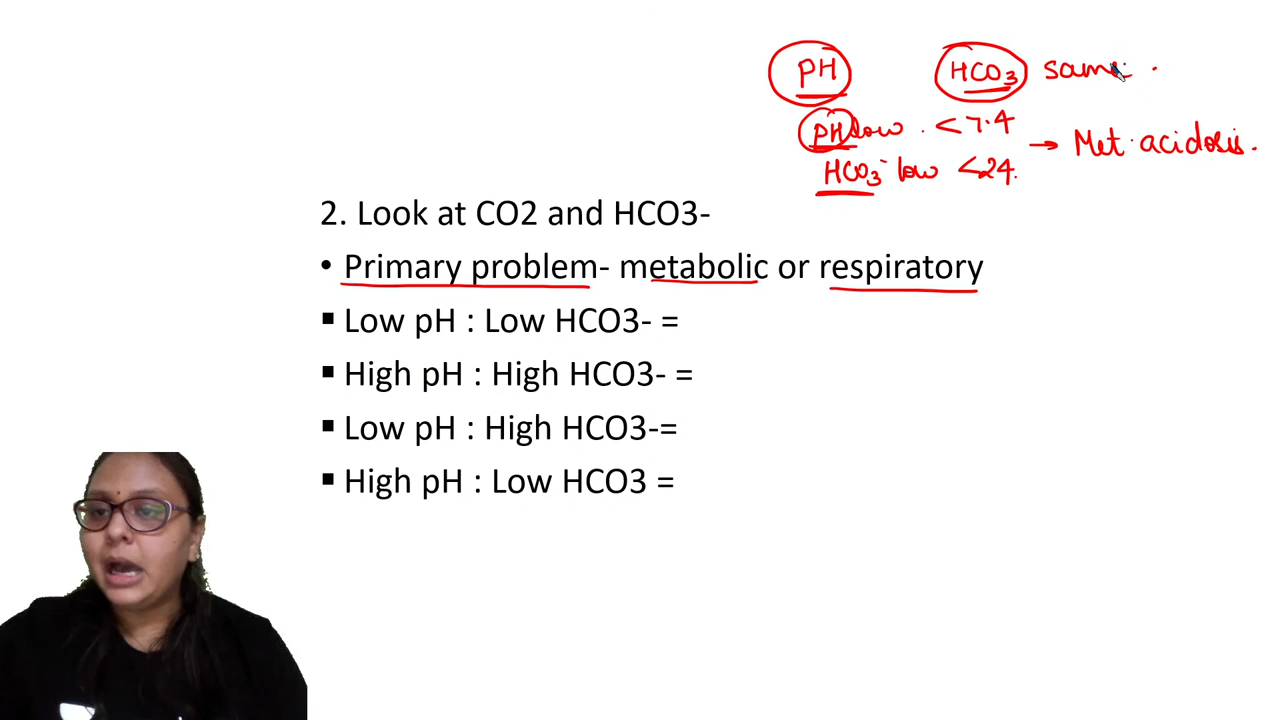 PH HCO3 same
PH low . < 7.4
HCO3- low < 24.
→ Met. acidosis.
2. Look at CO2 and HCO3-
• Primary problem- metabolic or respiratory
▪ Low pH : Low HCO3- =
▪ High pH : High HCO3- =
▪ Low pH : High HCO3-=
▪ High pH : Low HCO3 =